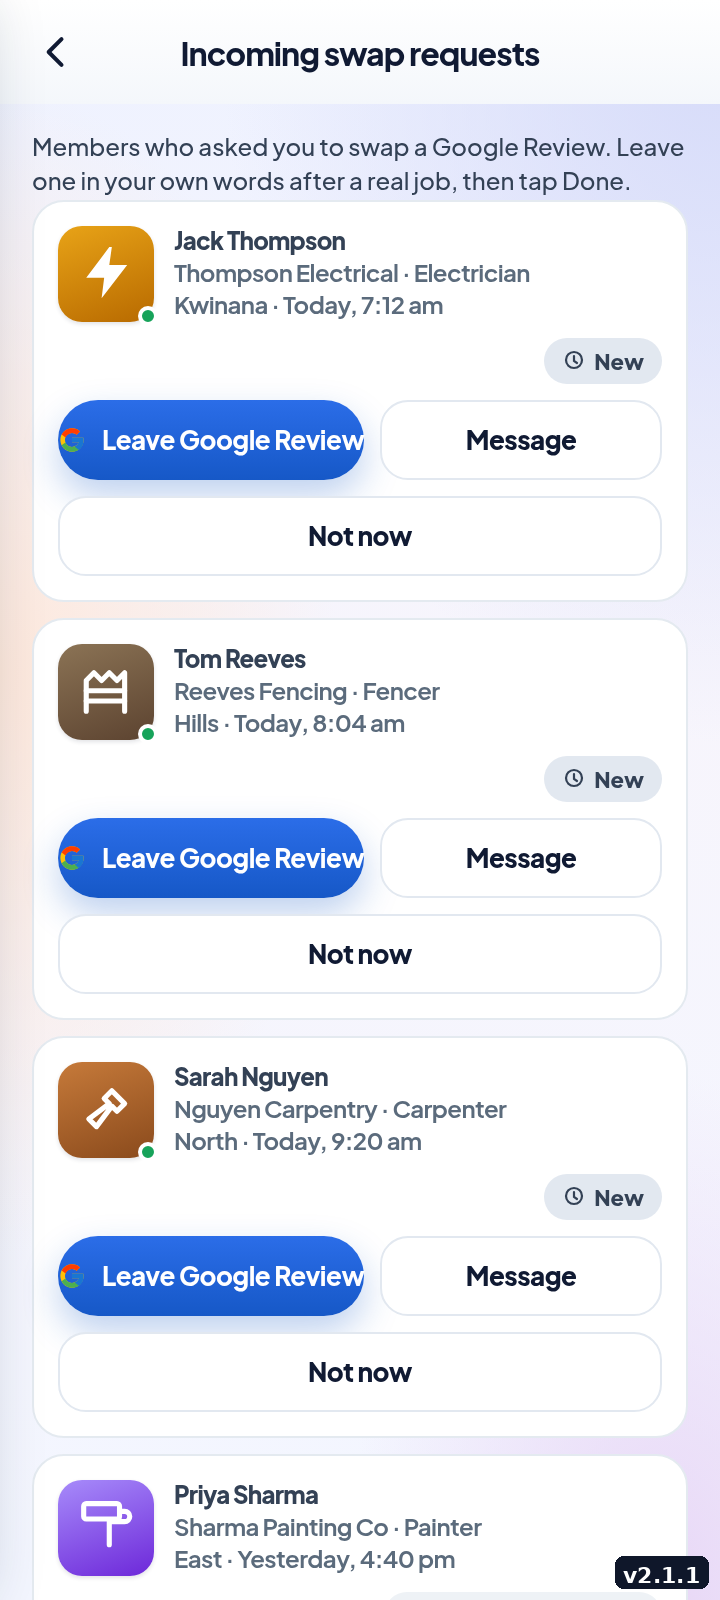 Incoming swap requests
Members who asked you to swap a Google Review. Leave
one in your own words after a real job, then tap Done.
Jack Thompson
Thompson Electrical · Electrician
Kwinana · Today, 7:12 am
New
Leave Google Review
Message
Not now
Tom Reeves
Reeves Fencing · Fencer
Hills · Today, 8:04 am
New
Leave Google Review
Message
Not now
Sarah Nguyen
Nguyen Carpentry · Carpenter
North · Today, 9:20 am
New
Leave Google Review
Message
Not now
Priya Sharma
Sharma Painting Co · Painter
East · Yesterday, 4:40 pm
v2.1.1